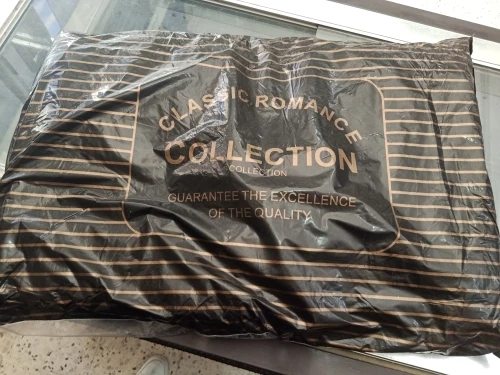 CLASSIC ROMANCE
COLLECTION
COLLECTION
GUARANTEE THE EXCELLENCE
OF THE QUALITY